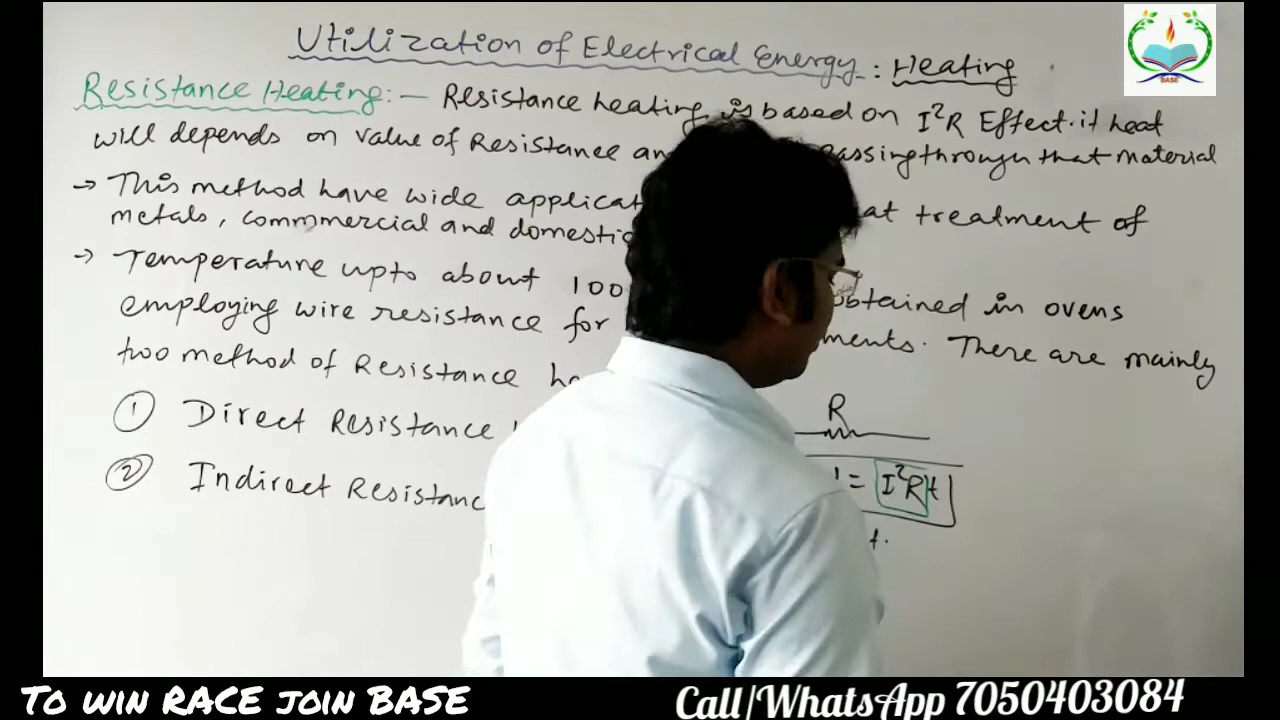 Utilization of Electrical Energy : Heating
BASE
Resistance Heating :- Resistance heating is based on I²R Effect. it heat
will depends on value of Resistance an passing through that material
→ This method have wide applicat at treatment of
metals, commmercial and domestic
→ Temperature upto about 100 obtained in ovens
employing wire resistance for ments. There are mainly
two method of Resistance he
① Direct Resistance
② Indirect Resistanc
R
= I²Rt
t.
To win RACE join BASE
Call/WhatsApp 7050403084